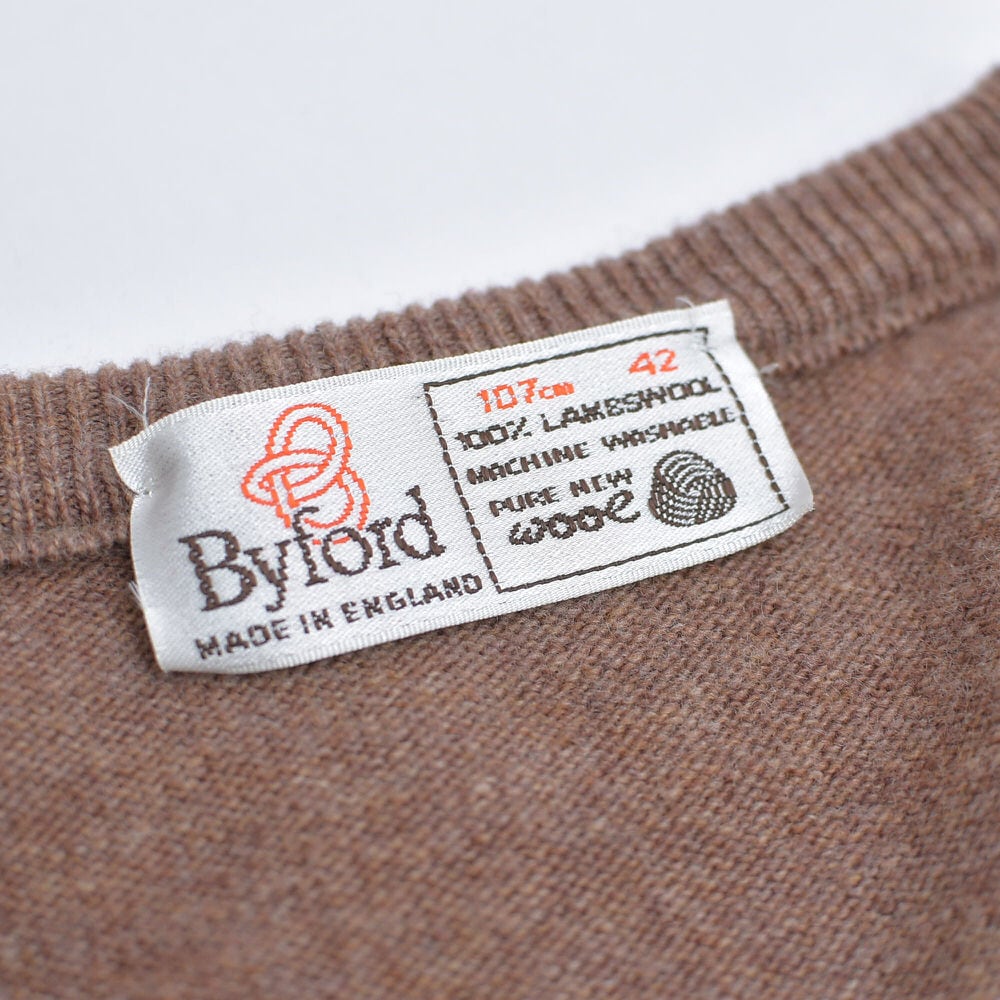 Byford
MADE IN ENGLAND
107cm 42
100% LAMBSWOOL
MACHINE WASHABLE
PURE NEW
WOOL